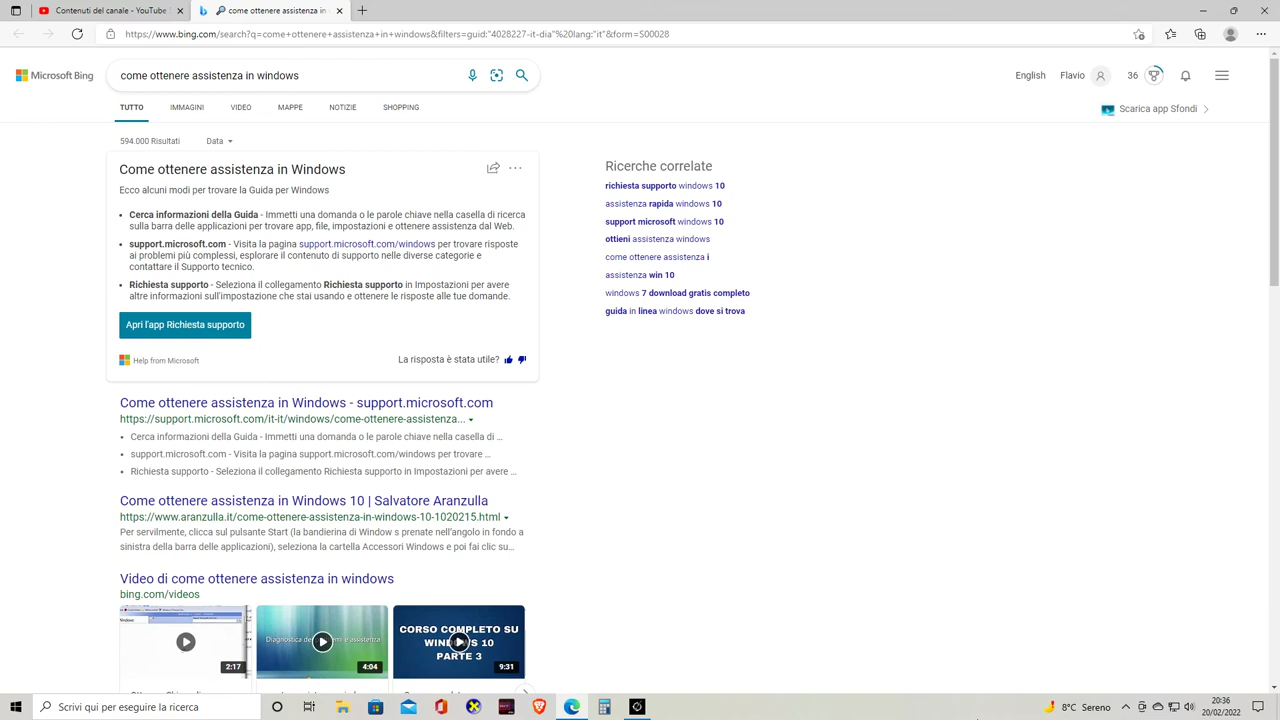 Contenuti del canale - YouTube S
come ottenere assistenza in
https://www.bing.com/search?q=come+ottenere+assistenza+in+windows&filters=guid:"4028227-it-dia"%20lang:"it"&form=S00028
Microsoft Bing
come ottenere assistenza in windows
English
Flavio
36
TUTTO
IMMAGINI
VIDEO
MAPPE
NOTIZIE
SHOPPING
Scarica app Sfondi
594.000 Risultati
Data
Come ottenere assistenza in Windows
Ecco alcuni modi per trovare la Guida per Windows
• Cerca informazioni della Guida - Immetti una domanda o le parole chiave nella casella di ricerca
sulla barra delle applicazioni per trovare app, file, impostazioni e ottenere assistenza dal Web.
• support.microsoft.com - Visita la pagina support.microsoft.com/windows per trovare risposte
ai problemi più complessi, esplorare il contenuto di supporto nelle diverse categorie e
contattare il Supporto tecnico.
• Richiesta supporto - Seleziona il collegamento Richiesta supporto in Impostazioni per avere
altre informazioni sull'impostazione che stai usando e ottenere le risposte alle tue domande.
Apri l'app Richiesta supporto
Help from Microsoft
La risposta è stata utile?
Ricerche correlate
richiesta supporto windows 10
assistenza rapida windows 10
support microsoft windows 10
ottieni assistenza windows
come ottenere assistenza i
assistenza win 10
windows 7 download gratis completo
guida in linea windows dove si trova
Come ottenere assistenza in Windows - support.microsoft.com
https://support.microsoft.com/it-it/windows/come-ottenere-assistenza...
• Cerca informazioni della Guida - Immetti una domanda o le parole chiave nella casella di ...
• support.microsoft.com - Visita la pagina support.microsoft.com/windows per trovare ...
• Richiesta supporto - Seleziona il collegamento Richiesta supporto in Impostazioni per avere ...
Come ottenere assistenza in Windows 10 | Salvatore Aranzulla
https://www.aranzulla.it/come-ottenere-assistenza-in-windows-10-1020215.html
Per servilmente, clicca sul pulsante Start (la bandierina di Window s prenate nell'angolo in fondo a
sinistra della barra delle applicazioni), seleziona la cartella Accessori Windows e poi fai clic su...
Video di come ottenere assistenza in windows
bing.com/videos
2:17
4:04
CORSO COMPLETO SU
WINDOWS 10
PARTE 3
9:31
Scrivi qui per eseguire la ricerca
8°C Sereno
20:36
20/02/2022